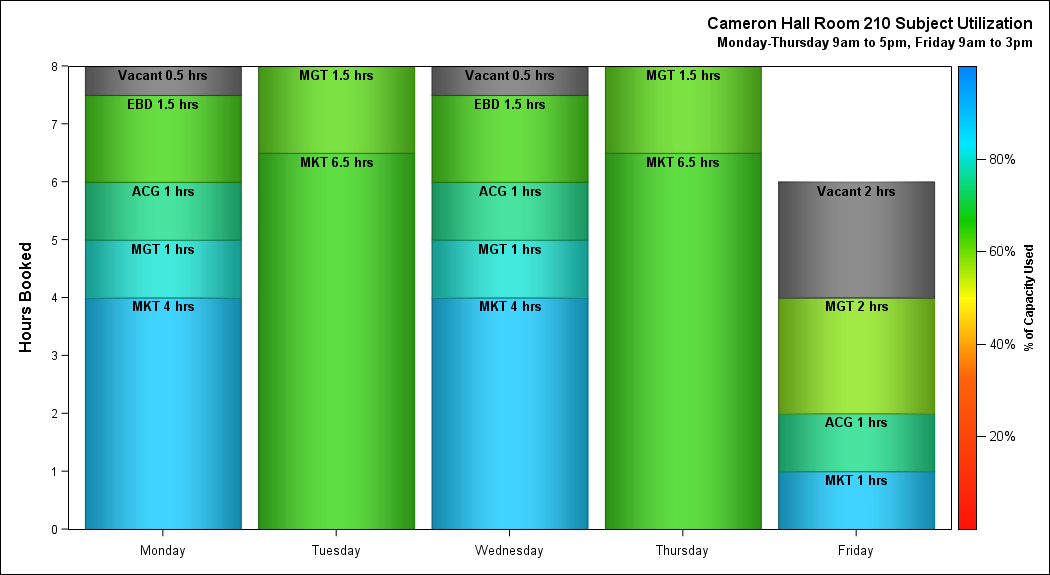 Cameron Hall Room 210 Subject Utilization
Monday-Thursday 9am to 5pm, Friday 9am to 3pm
Hours Booked
8
7
6
5
4
3
2
1
0
Vacant 0.5 hrs
EBD 1.5 hrs
ACG 1 hrs
MGT 1 hrs
MKT 4 hrs
MGT 1.5 hrs
MKT 6.5 hrs
Vacant 0.5 hrs
EBD 1.5 hrs
ACG 1 hrs
MGT 1 hrs
MKT 4 hrs
MGT 1.5 hrs
MKT 6.5 hrs
Vacant 2 hrs
MGT 2 hrs
ACG 1 hrs
MKT 1 hrs
Monday
Tuesday
Wednesday
Thursday
Friday
80%
60%
40%
20%
% of Capacity Used